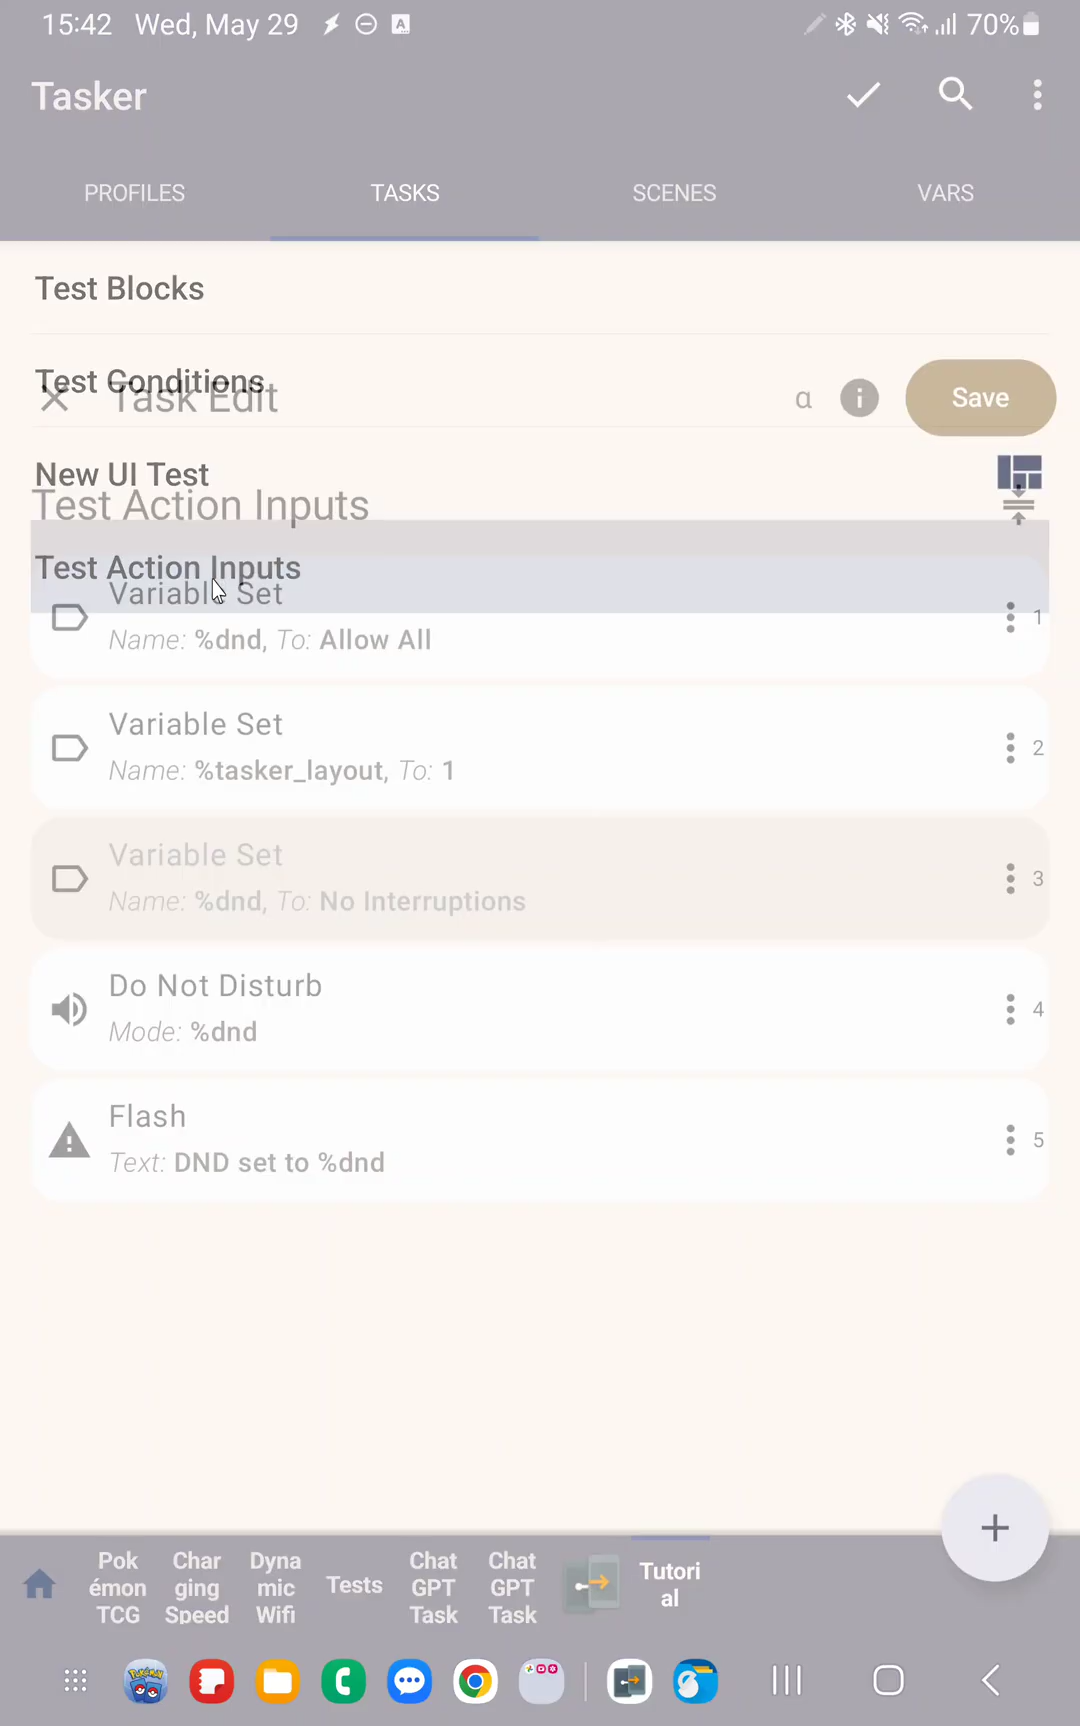 15:42 Wed, May 29
70%
Tasker
PROFILES TASKS SCENES VARS
Test Blocks
Test Conditions
Task Edit
α
Save
New UI Test
Test Action Inputs
Test Action Inputs
Variable Set
Name: %dnd, To: Allow All
1
Variable Set
Name: %tasker_layout, To: 1
2
Variable Set
Name: %dnd, To: No Interruptions
3
Do Not Disturb
Mode: %dnd
4
Flash
Text: DND set to %dnd
5
Pok
émon
TCG
Char
ging
Speed
Dyna
mic
Wifi
Tests
Chat
GPT
Task
Chat
GPT
Task
Tutori
al